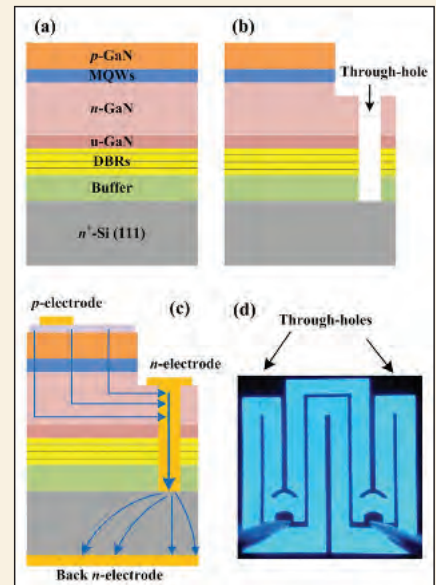 (a)
p-GaN
MQWs
n-GaN
u-GaN
DBRs
Buffer
n⁺-Si (111)
(b)
Through-hole
(c)
p-electrode
n-electrode
Back n-electrode
(d)
Through-holes